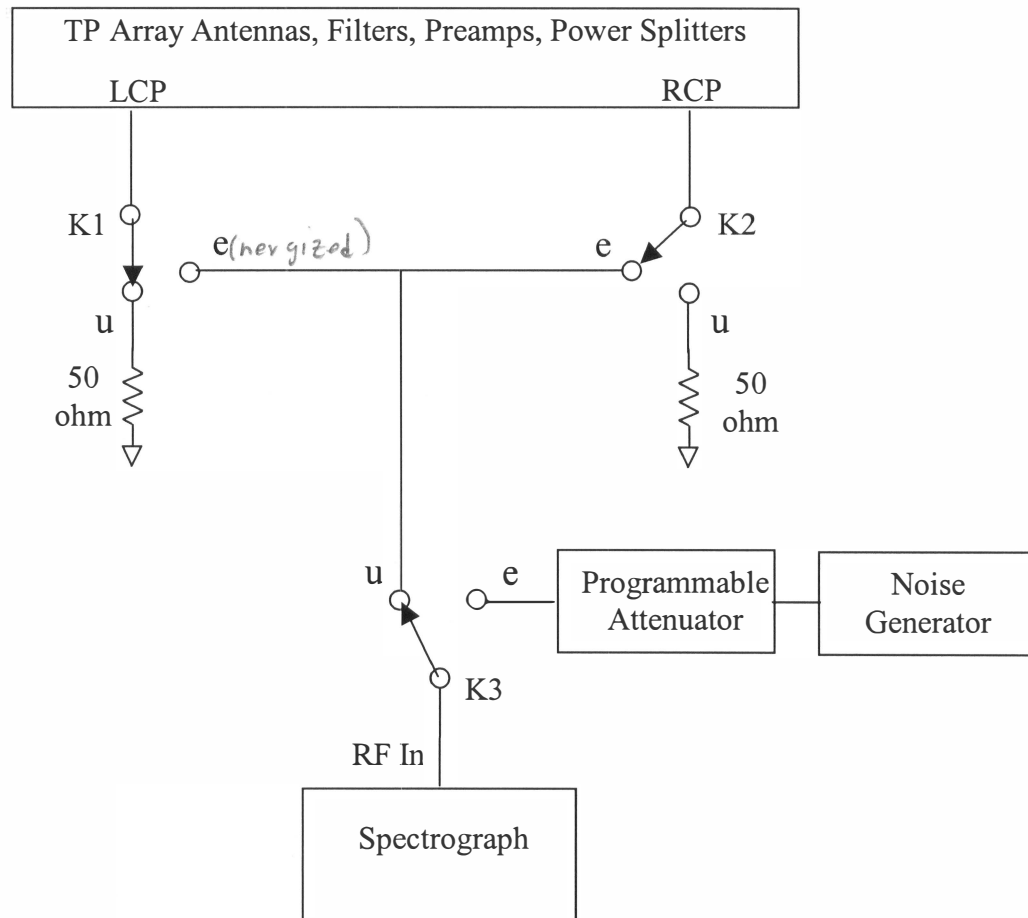 TP Array Antennas, Filters, Preamps, Power Splitters
LCP
RCP
K1
K2
e(nergized)
e
u
u
50
ohm
50
ohm
u
e
Programmable
Attenuator
Noise
Generator
K3
RF In
Spectrograph